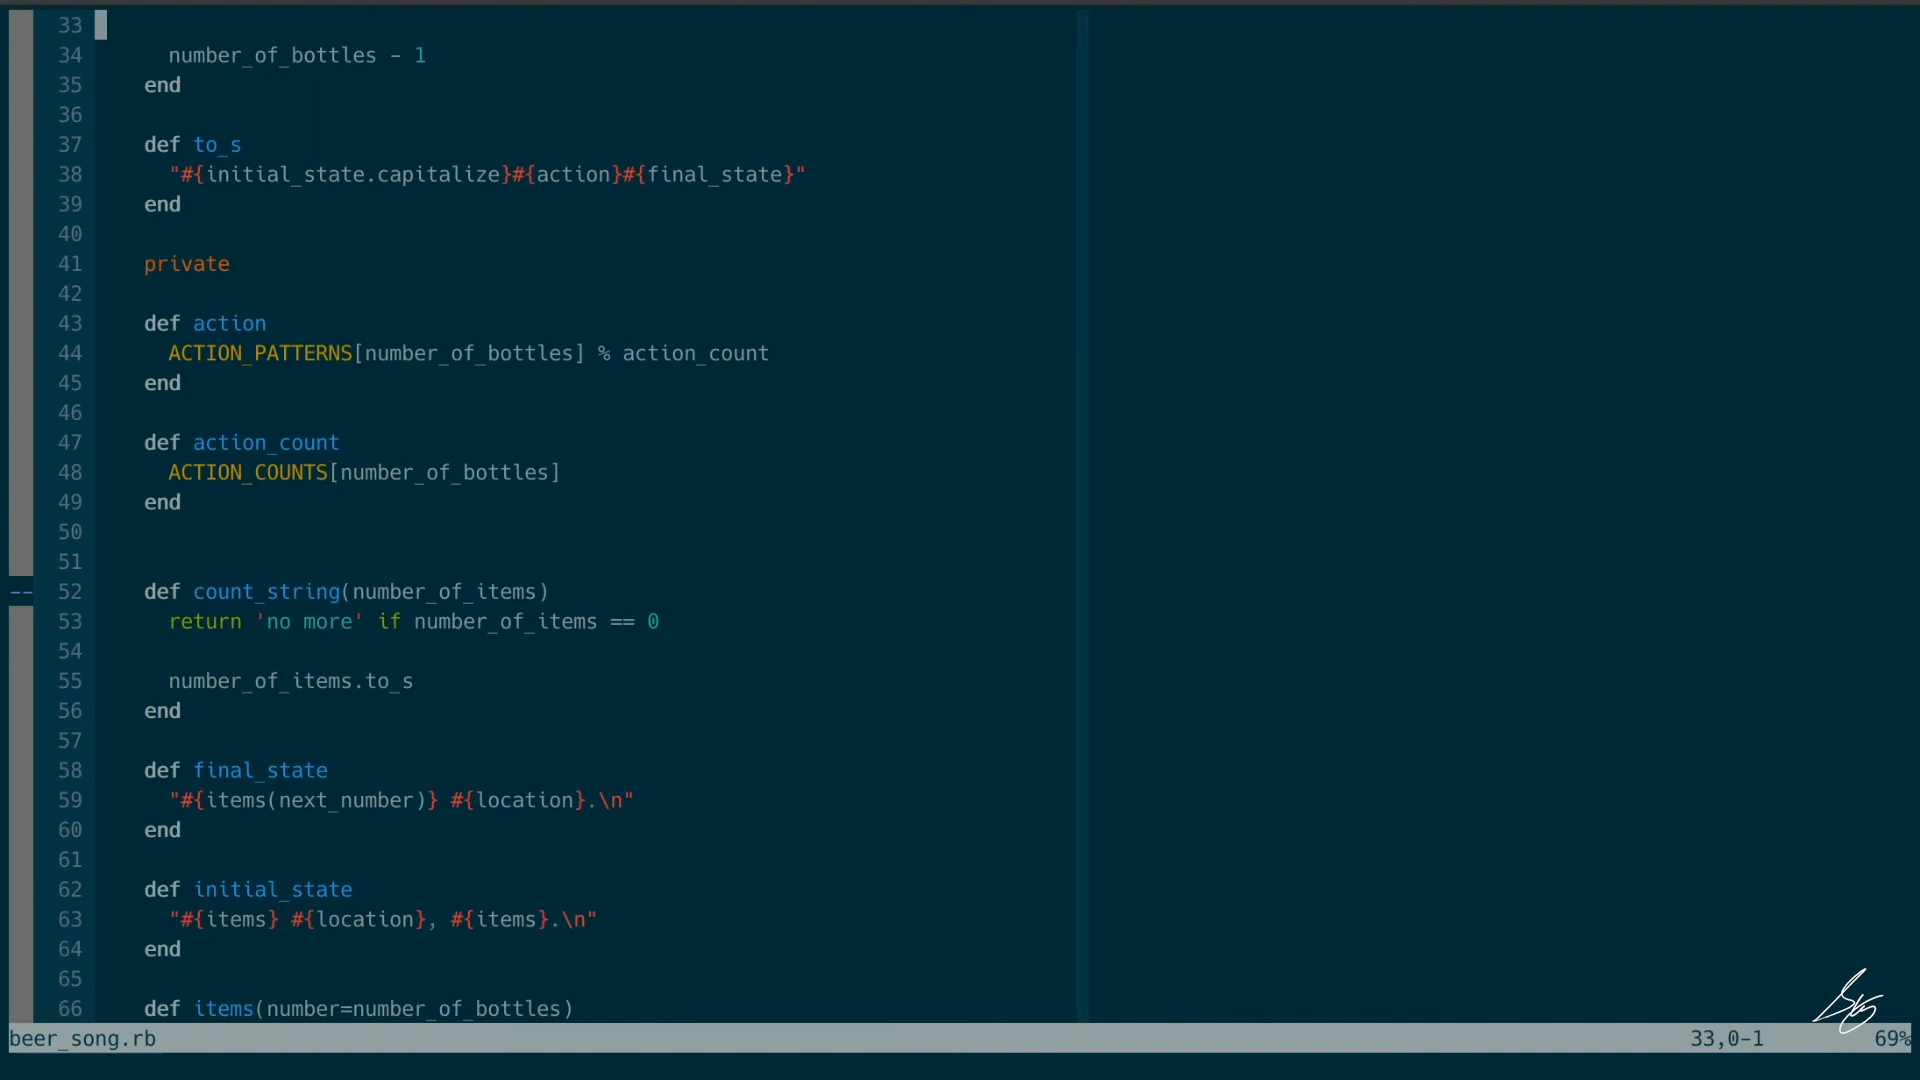 33
34 number_of_bottles - 1
35 end
36
37 def to_s
38 "#{initial_state.capitalize}#{action}#{final_state}"
39 end
40
41 private
42
43 def action
44 ACTION_PATTERNS[number_of_bottles] % action_count
45 end
46
47 def action_count
48 ACTION_COUNTS[number_of_bottles]
49 end
50
51
-- 52 def count_string(number_of_items)
53 return 'no more' if number_of_items == 0
54
55 number_of_items.to_s
56 end
57
58 def final_state
59 "#{items(next_number)} #{location}.\n"
60 end
61
62 def initial_state
63 "#{items} #{location}, #{items}.\n"
64 end
65
66 def items(number=number_of_bottles)
beer_song.rb 33,0-1 69%